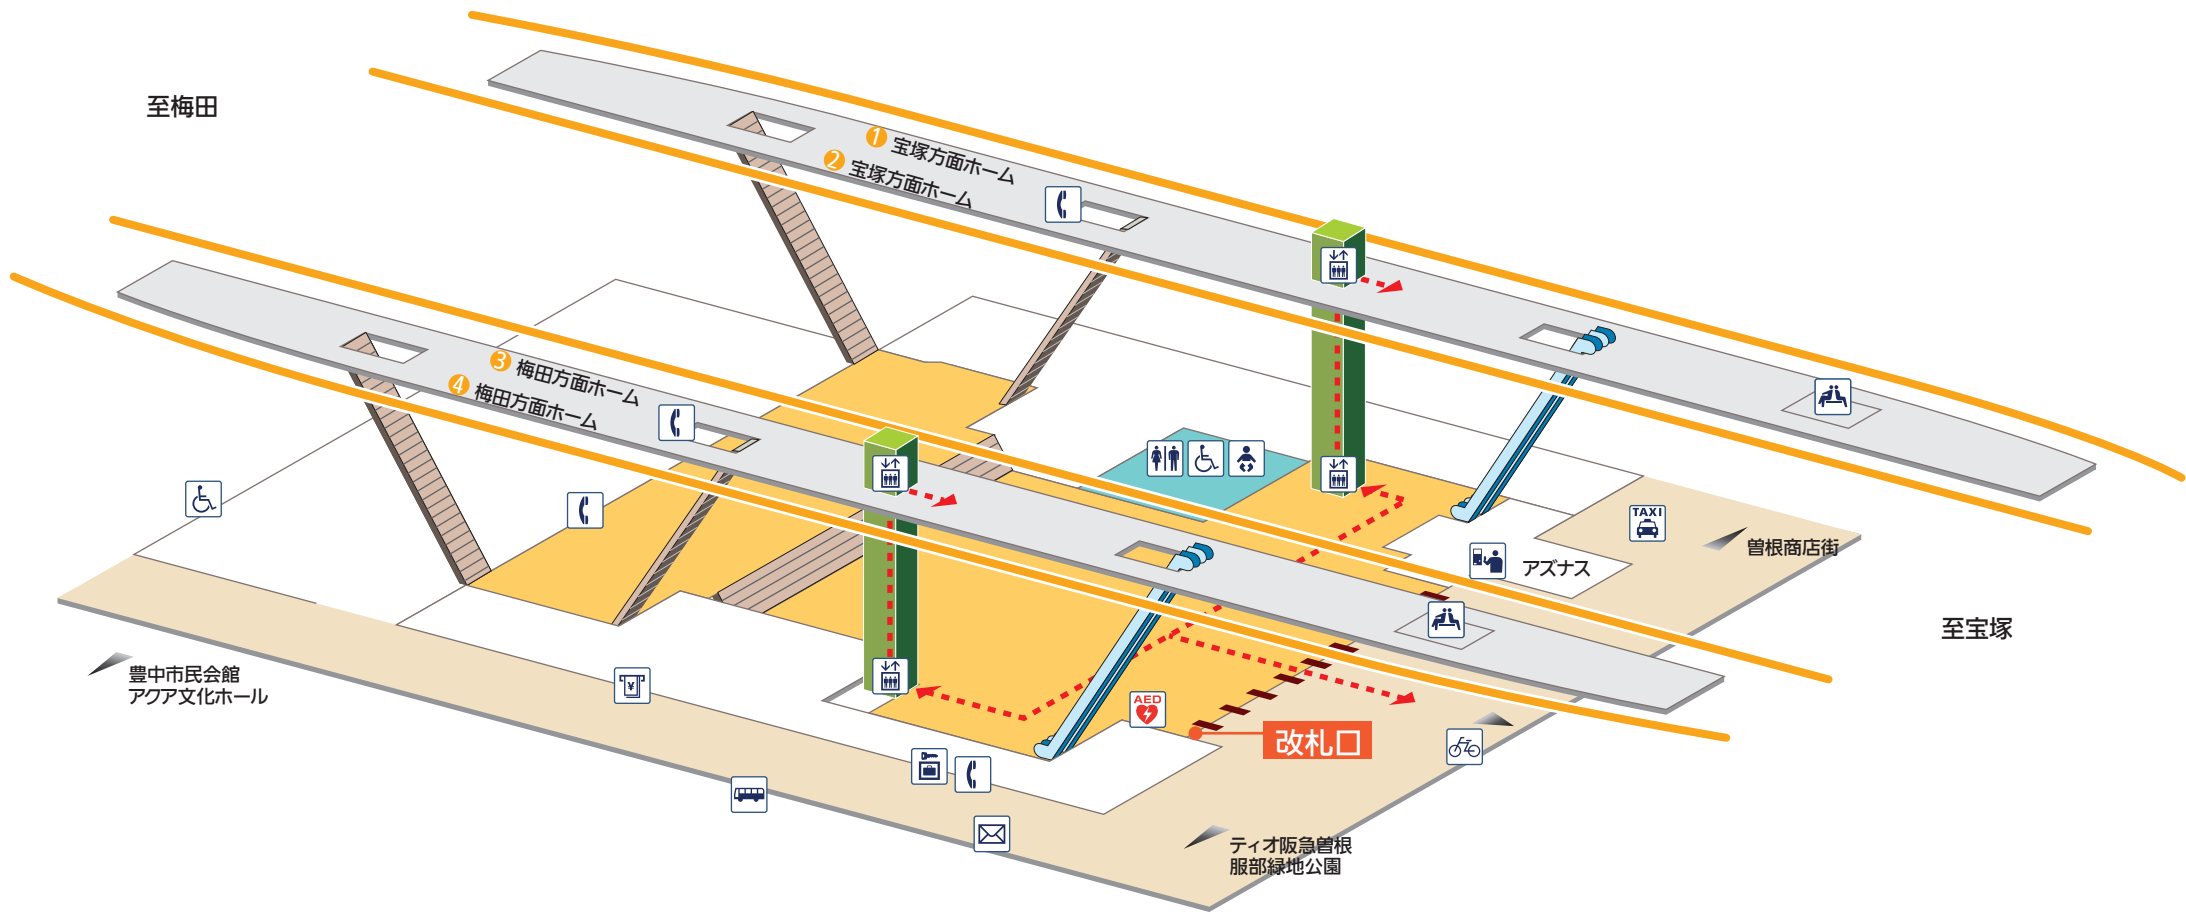 至梅田
1 宝塚方面ホーム
2 宝塚方面ホーム
3 梅田方面ホーム
4 梅田方面ホーム
TAXI
曽根商店街
アズナス
至宝塚
豊中市民会館
アクア文化ホール
¥
AED
改札口
ティオ阪急曽根
服部緑地公園